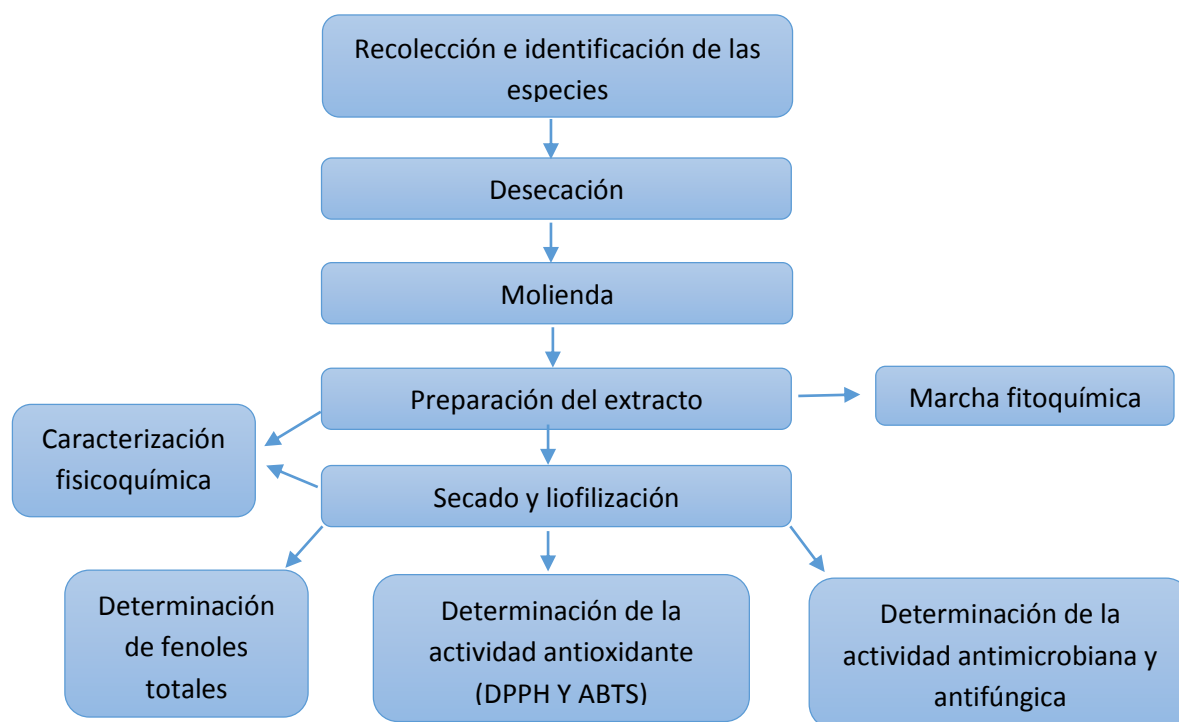 Recolección e identificación de las
especies
Desecación
Molienda
Preparación del extracto
Marcha fitoquímica
Caracterización
fisicoquímica
Secado y liofilización
Determinación
de fenoles
totales
Determinación de la
actividad antioxidante
(DPPH Y ABTS)
Determinación de la
actividad antimicrobiana y
antifúngica